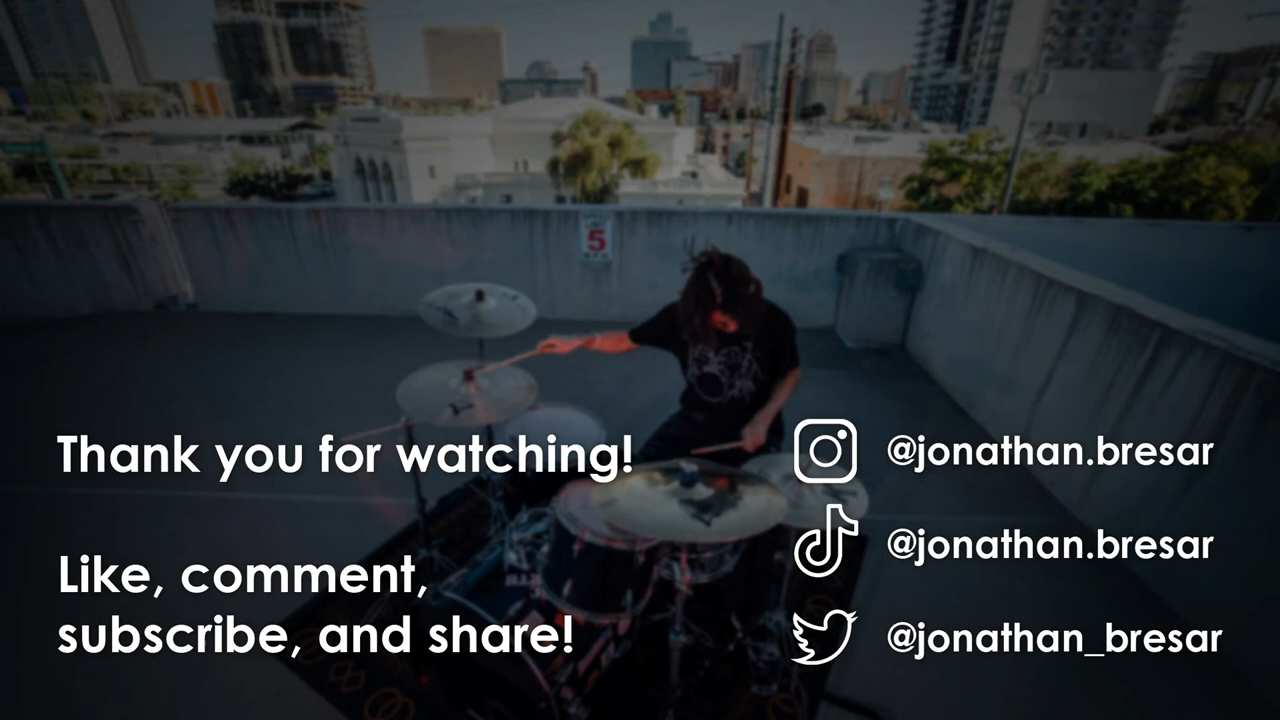 5
Thank you for watching!
Like, comment,
subscribe, and share!
@jonathan.bresar
@jonathan.bresar
@jonathan_bresar